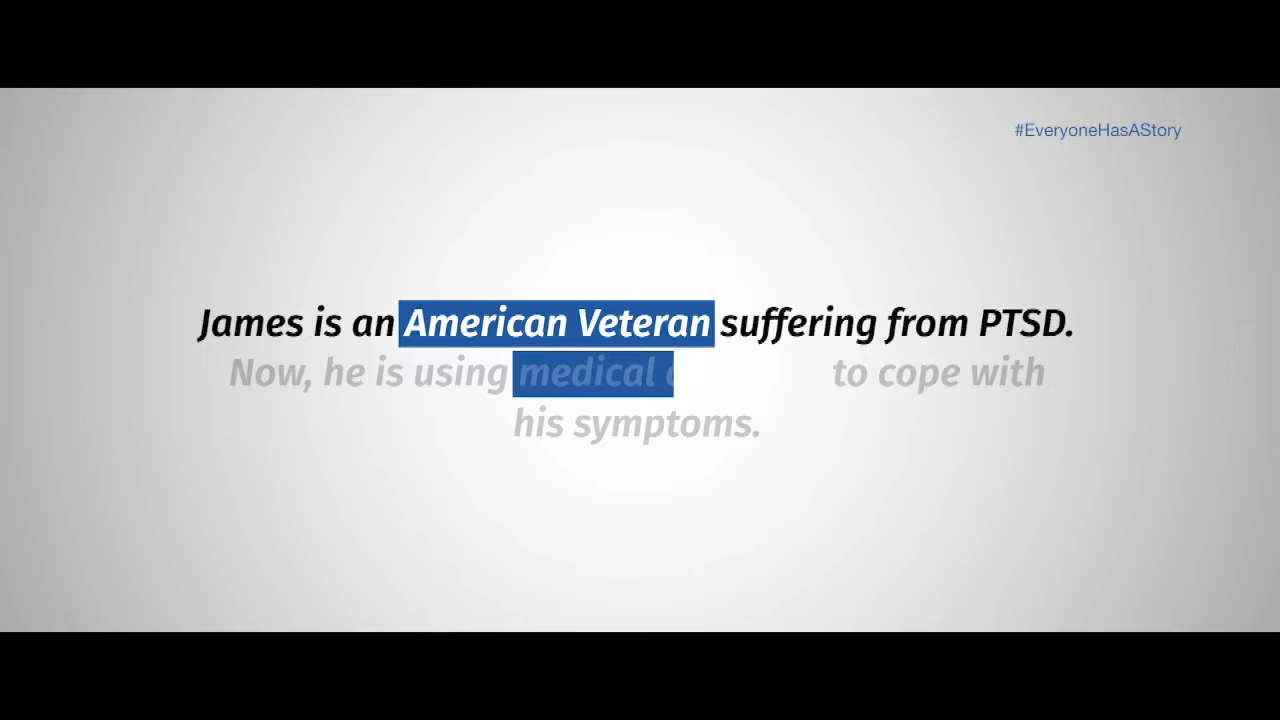 #EveryoneHasAStory
James is an American Veteran suffering from PTSD.
Now, he is using medical to cope with
his symptoms.